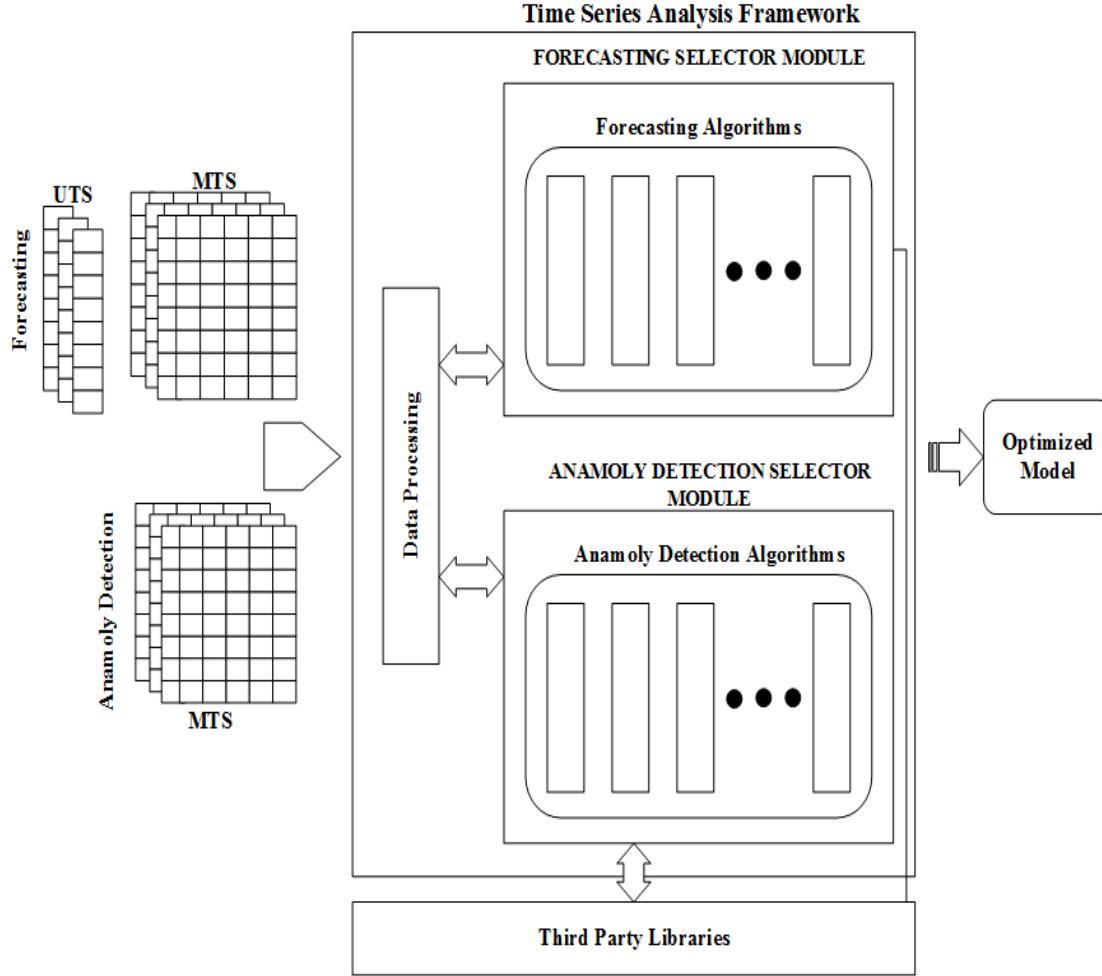 Time Series Analysis Framework
FORECASTING SELECTOR MODULE
Forecasting Algorithms
MTS
UTS
Forecasting
Data Processing
Optimized
Model
ANAMOLY DETECTION SELECTOR
MODULE
Anamoly Detection Algorithms
Anamoly Detection
MTS
Third Party Libraries